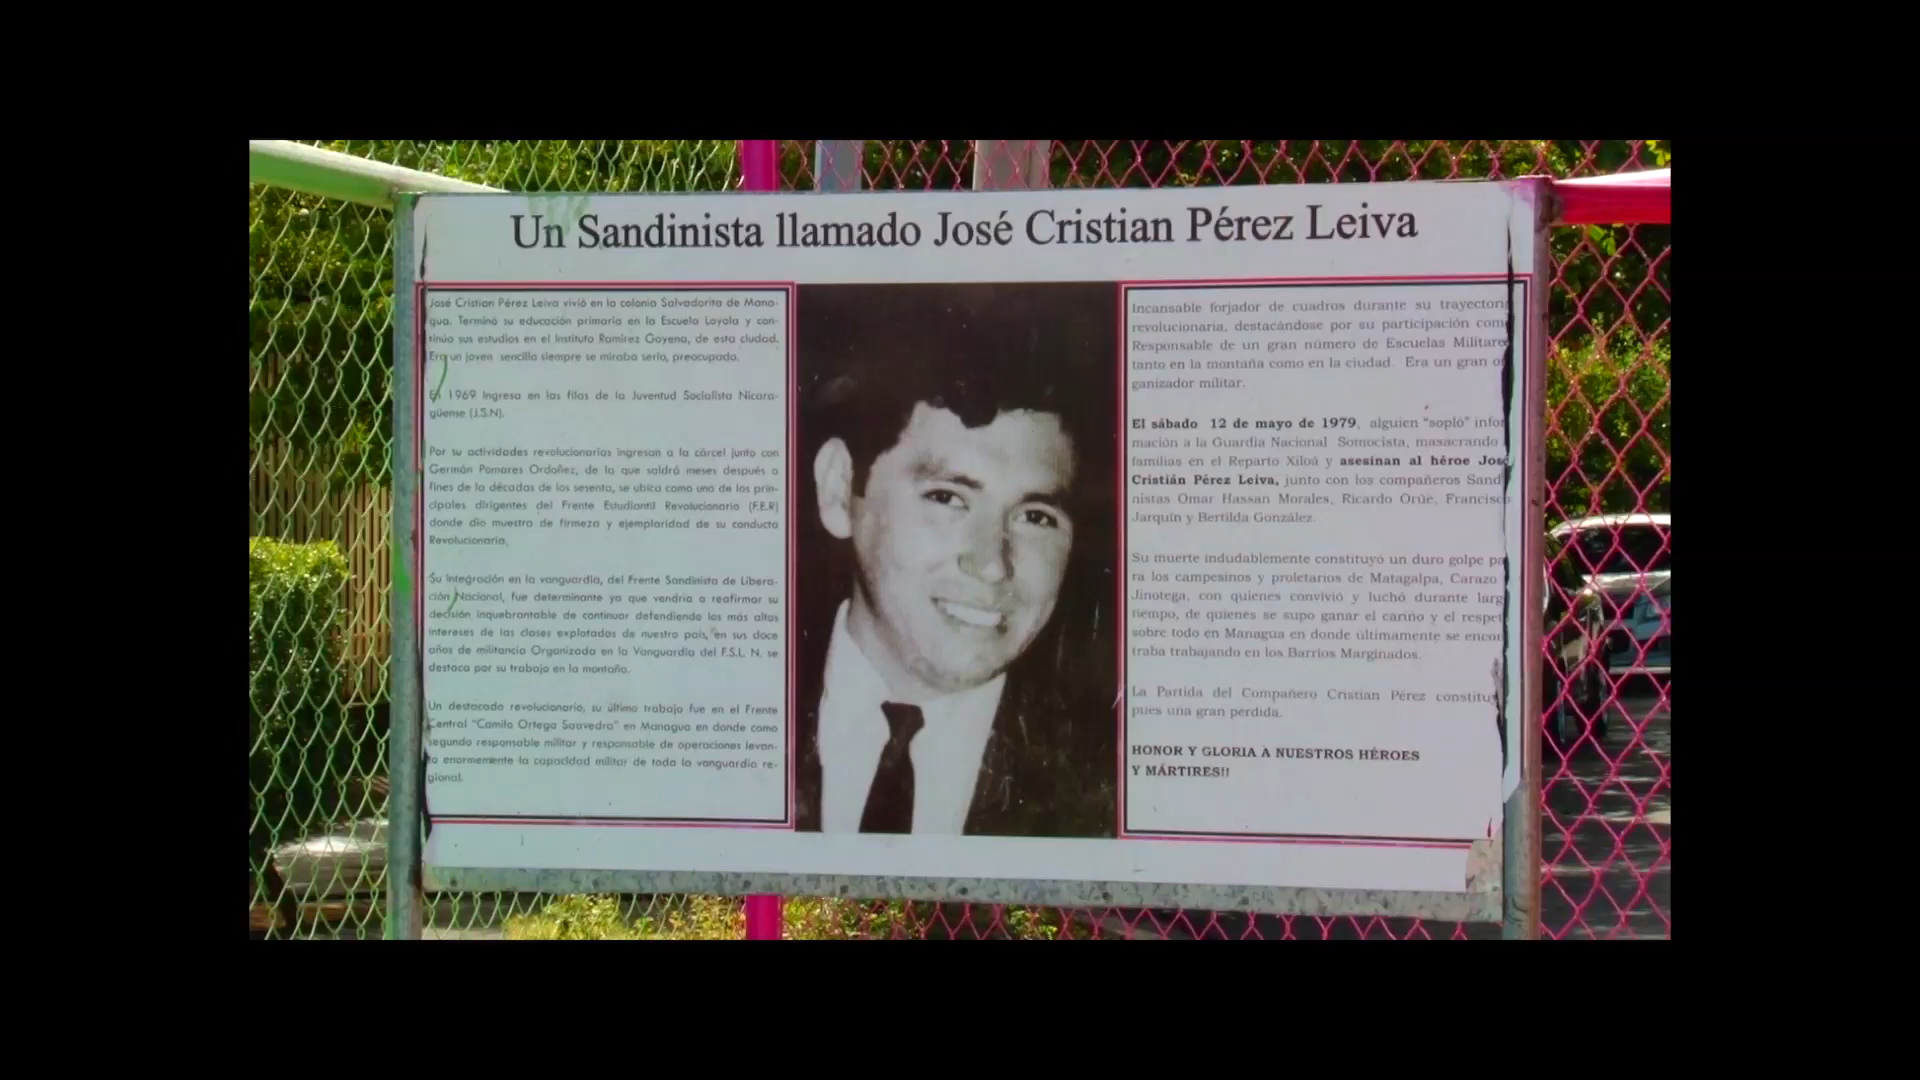 Un Sandinista llamado José Cristian Pérez Leiva
José Cristian Pérez Leiva vivió en la colonia Salvadorita de Mana-
gua. Terminó su educación primaria en la Escuela Loyola y con-
tinúo sus estudios en el Instituto Ramírez Goyena, de esta ciudad.
Era un joven sencillo siempre se miraba serio, preocupado.
En 1969 Ingresa en las filas de la Juventud Socialista Nicara-
güense (J.S.N).
Por su actividades revolucionarias ingresan a la cárcel junto con
Germán Pomares Ordoñez, de la que saldrá meses después a
fines de la décadas de los sesenta, se ubica como uno de los prin-
cipales dirigentes del Frente Estudiantil Revolucionario (F.E.R)
donde dio muestra de firmeza y ejemplaridad de su conducta
Revolucionaria.
Su integración en la vanguardia, del Frente Sandinista de Libera-
ción Nacional, fue determinante ya que vendría a reafirmar su
decisión inquebrantable de continuar defendiendo los más altos
intereses de las clases explotadas de nuestro país, en sus doce
años de militancia Organizada en la Vanguardia del F.S.L. N. se
destaca por su trabajo en la montaña.
Un destacado revolucionario, su último trabajo fue en el Frente
Central "Camilo Ortega Saavedra" en Managua en donde como
segundo responsable militar y responsable de operaciones levan-
to enormemente la capacidad militar de toda la vanguardia re-
gional.
Incansable forjador de cuadros durante su trayectori
revolucionaria, destacándose por su participación com
Responsable de un gran número de Escuelas Militare
tanto en la montaña como en la ciudad. Era un gran o
ganizador militar.
El sábado 12 de mayo de 1979, alguien "sopló" info
mación a la Guardia Nacional Somocista, masacrando
familias en el Reparto Xiloá y asesinan al héroe José
Cristián Pérez Leiva, junto con los compañeros Sand
nistas Omar Hassan Morales, Ricardo Orúe, Francisco
Jarquín y Bertilda González.
Su muerte indudablemente constituyó un duro golpe pa
ra los campesinos y proletarios de Matagalpa, Carazo
Jinotega, con quienes convivió y luchó durante larg
tiempo, de quienes se supo ganar el cariño y el respet
sobre todo en Managua en donde últimamente se encon
traba trabajando en los Barrios Marginados.
La Partida del Compañero Cristian Pérez constituy
pues una gran pérdida.
HONOR Y GLORIA A NUESTROS HÉROES
Y MÁRTIRES!!